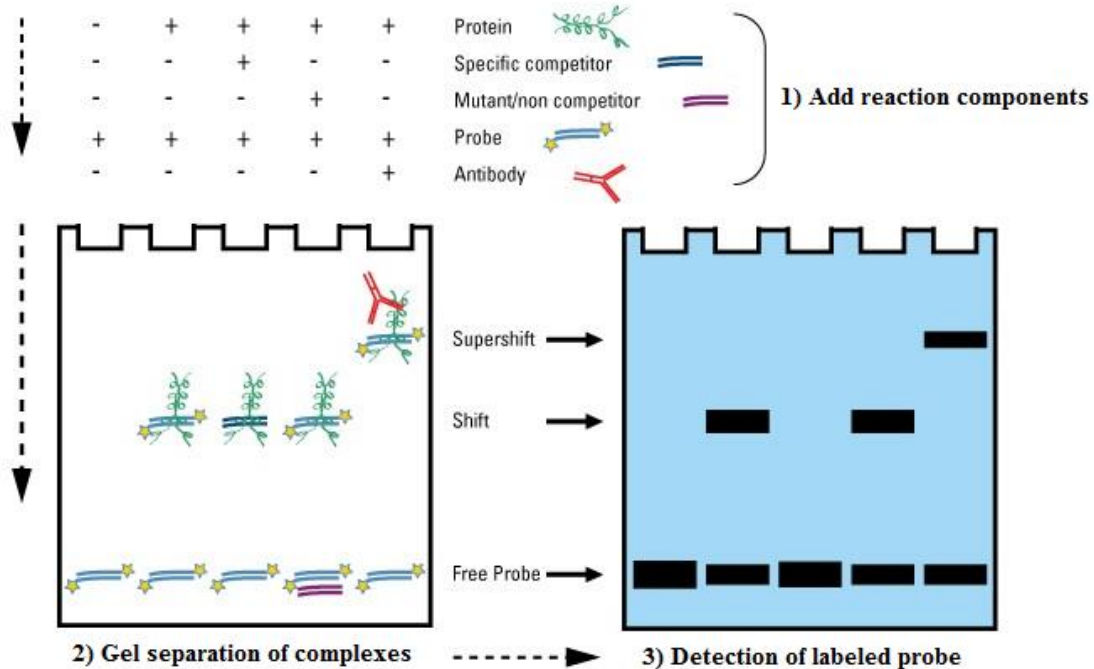 - + + + + Protein
- - + - - Specific competitor
- - - + - Mutant/non competitor
1) Add reaction components
+ + + + + Probe
- - - - + Antibody
Supershift
Shift
Free Probe
2) Gel separation of complexes
3) Detection of labeled probe